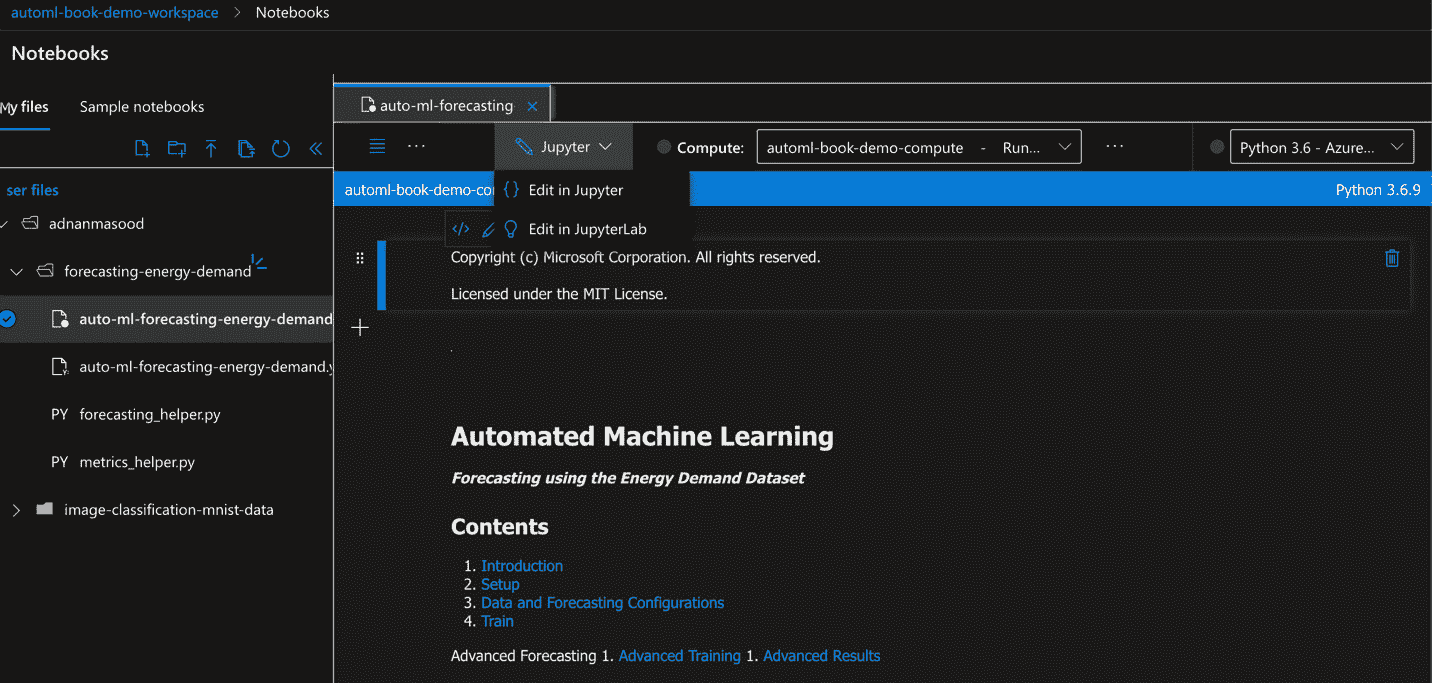 automl-book-demo-workspace > Notebooks
Notebooks
My files Sample notebooks
ser files
adnanmasood
forecasting-energy-demand
auto-ml-forecasting-energy-demand
auto-ml-forecasting-energy-demand.y
PY forecasting_helper.py
PY metrics_helper.py
image-classification-mnist-data
auto-ml-forecasting
Jupyter Compute: automl-book-demo-compute - Run... Python 3.6 - Azure...
automl-book-demo-co Python 3.6.9
Edit in Jupyter
Edit in JupyterLab
Copyright (c) Microsoft Corporation. All rights reserved.
Licensed under the MIT License.
Automated Machine Learning
Forecasting using the Energy Demand Dataset
Contents
1. Introduction
2. Setup
3. Data and Forecasting Configurations
4. Train
Advanced Forecasting 1. Advanced Training 1. Advanced Results